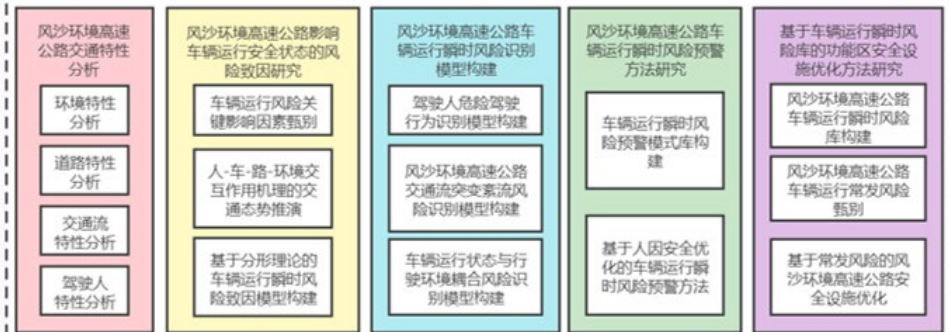 风沙环境高速
公路交通特性
分析
环境特性
分析
道路特性
分析
交通流
特性分析
驾驶人
特性分析
风沙环境高速公路影响
车辆运行安全状态的风
险致因研究
车辆运行风险关
键影响因素甄别
人-车-路-环境交
互作用机理的交
通态势推演
基于分形理论的
车辆运行瞬时风
险致因模型构建
风沙环境高速公路车
辆运行瞬时风险识别
模型构建
驾驶人危险驾驶
行为识别模型构建
风沙环境高速公路
交通流突变紊流风
险识别模型构建
车辆运行状态与行
驶环境耦合风险识
别模型构建
风沙环境高速公路车
辆运行瞬时风险预警
方法研究
车辆运行瞬时风
险预警模式库构
建
基于人因安全优
化的车辆运行瞬
时风险预警方法
基于车辆运行瞬时风
险库的功能区安全设
施优化方法研究
风沙环境高速公路
车辆运行瞬时风险
库构建
风沙环境高速公路
车辆运行常发风险
甄别
基于常发风险的风
沙环境高速公路安
全设施优化